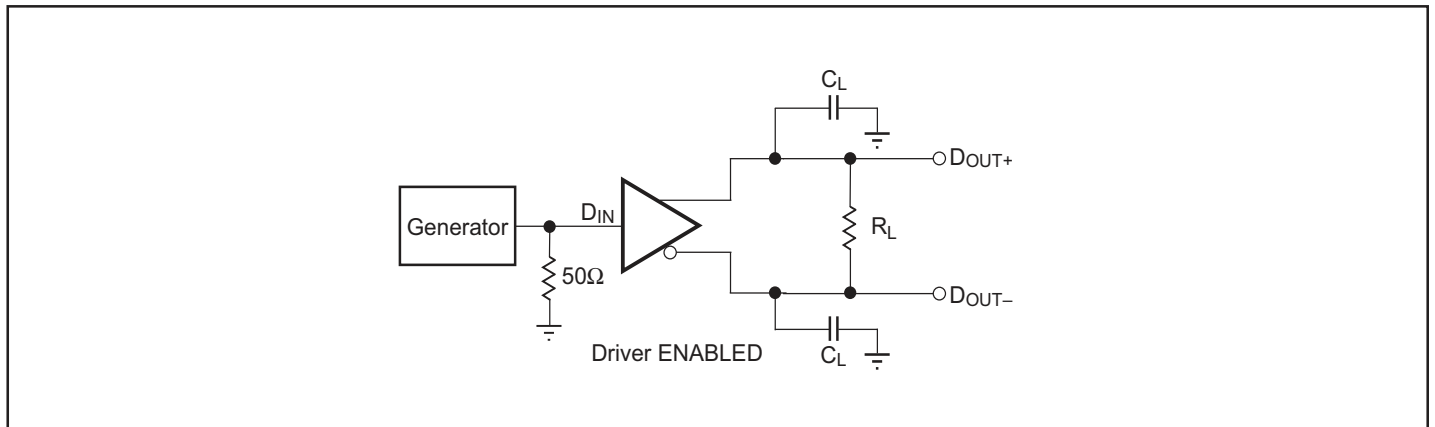 C_L
D_OUT+
Generator
D_IN
R_L
50Ω
D_OUT–
Driver ENABLED
C_L